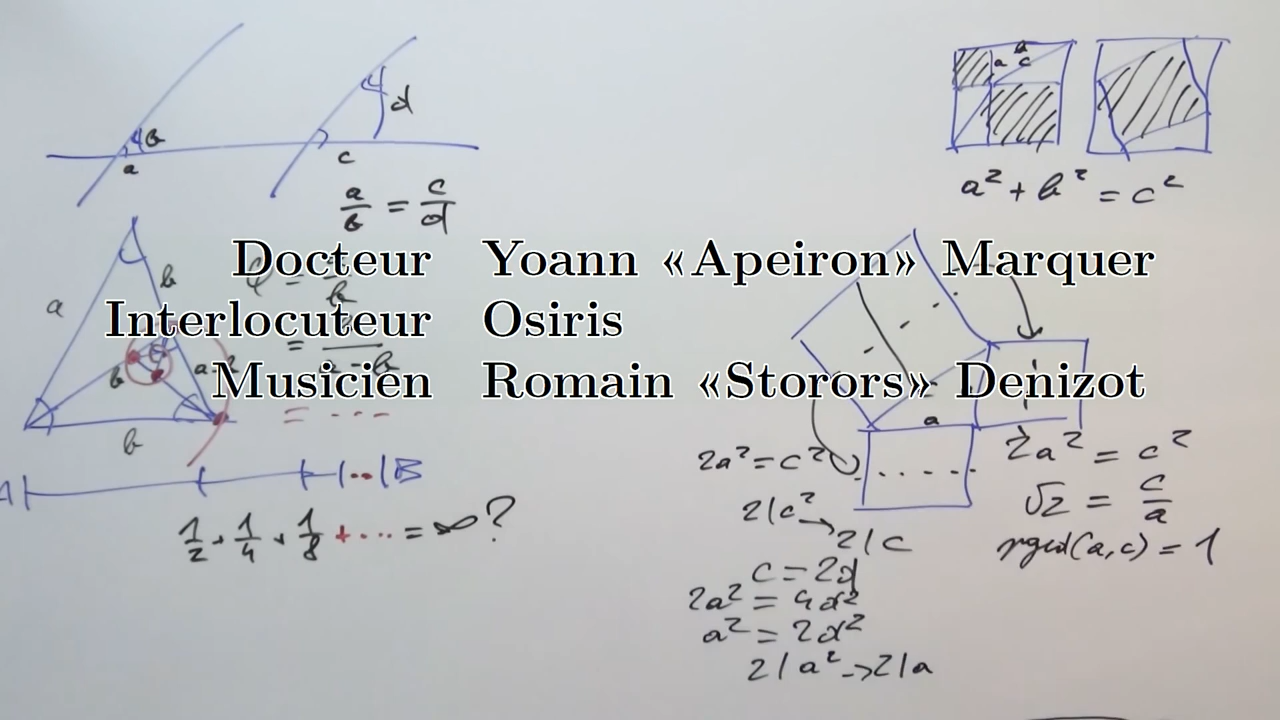 a b
c d
a/b = c/d
a² + b² = c²
Docteur Yoann «Apeiron» Marquer
Interlocuteur Osiris
Musicien Romain «Storors» Denizot
a b
b
b
= ...
a
A B
1/2 + 1/4 + 1/8 + ... = ∞ ?
2a² = c²
2|c²
→ 2|c
c = 2d
2a² = 4d²
a² = 2d²
2|a² → 2|a
2a² = c²
√2 = c/a
pgcd(a,c) = 1